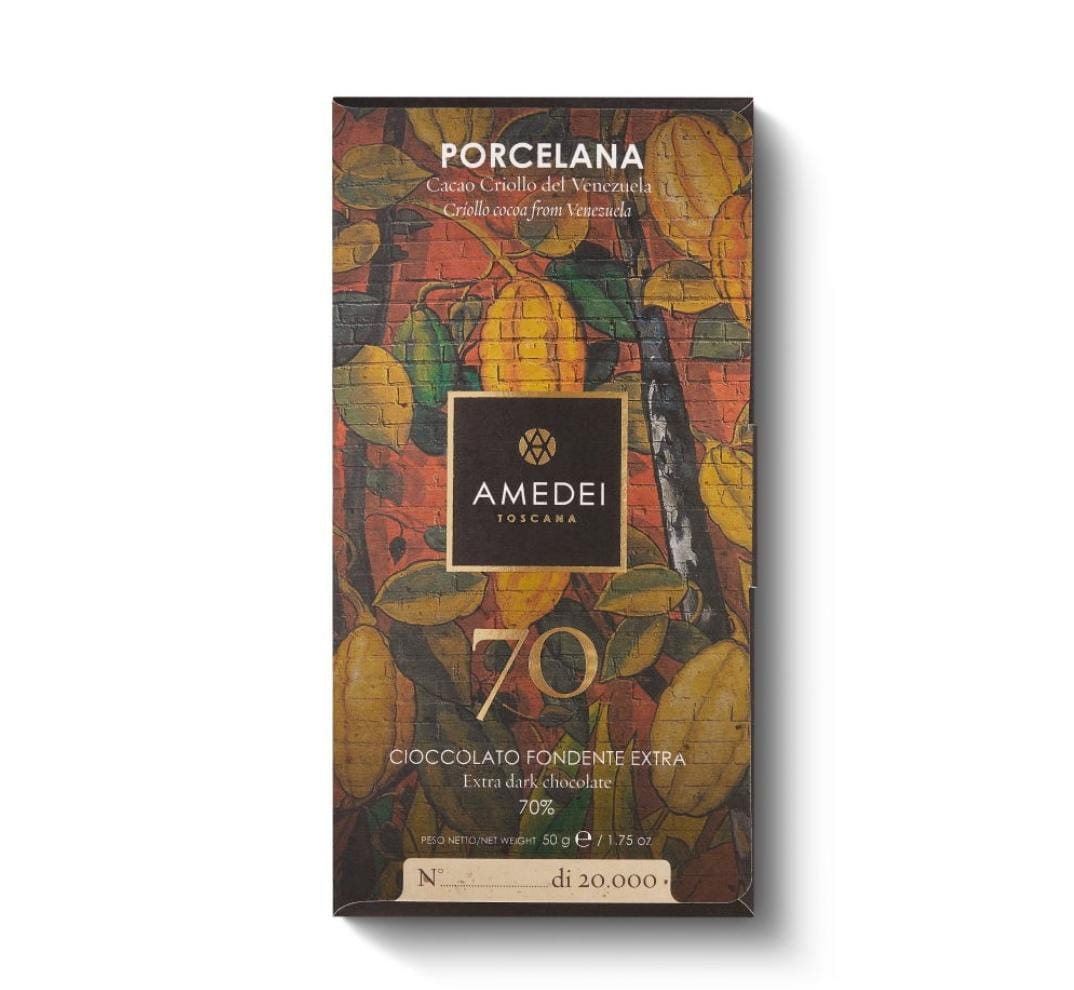 PORCELANA
Cacao Criollo del Venezuela
Criollo cocoa from Venezuela
AMEDEI
TOSCANA
70
CIOCCOLATO FONDENTE EXTRA
Extra dark chocolate
70%
PESO NETTO/NET WEIGHT 50 g ℮ / 1.75 oz
N°.......................di 20.000